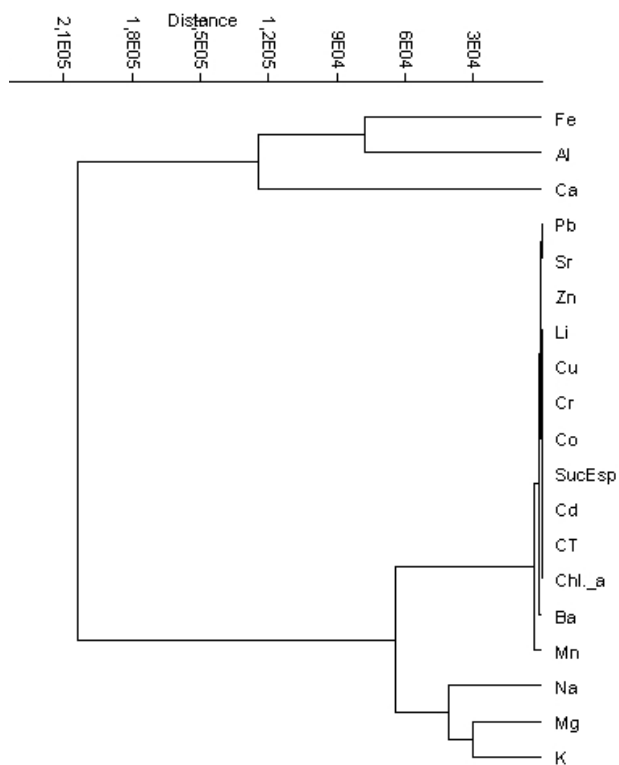 Distance
2,1E05
1,8E05
1,5E05
1,2E05
9E04
6E04
3E04
Fe
Al
Ca
Pb
Sr
Zn
Li
Cu
Cr
Co
SucEsp
Cd
CT
Chl._a
Ba
Mn
Na
Mg
K